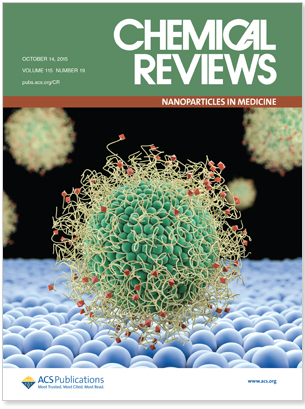 CHEMICAL
REVIEWS
OCTOBER 14, 2015
VOLUME 115 NUMBER 19
pubs.acs.org/CR
NANOPARTICLES IN MEDICINE
ACS Publications
Most Trusted. Most Cited. Most Read.
www.acs.org